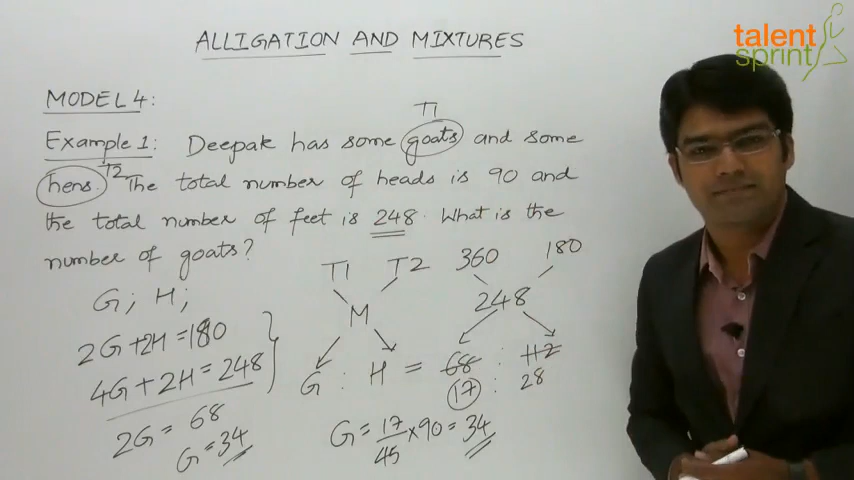 talent
sprint
ALLIGATION AND MIXTURES
MODEL 4:
T1
Example 1: Deepak has some goats and some
hens. T2 The total number of heads is 90 and
the total number of feet is 248. What is the
number of goats?
G; H;
2G + 2H = 180
4G + 2H = 248
2G = 68
G = 34
T1 T2
M
G : H = 68 : 112
17 : 28
360 180
248
G = 17/45 × 90 = 34